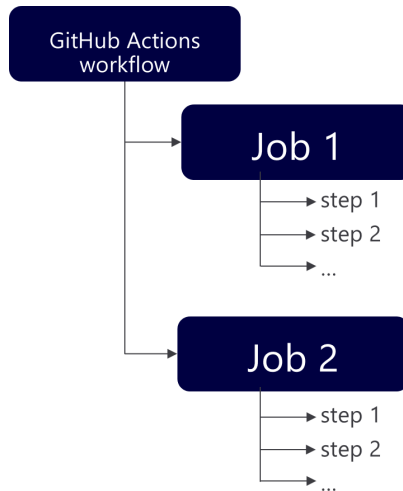 GitHub Actions
workflow
Job 1
step 1
step 2
...
Job 2
step 1
step 2
...